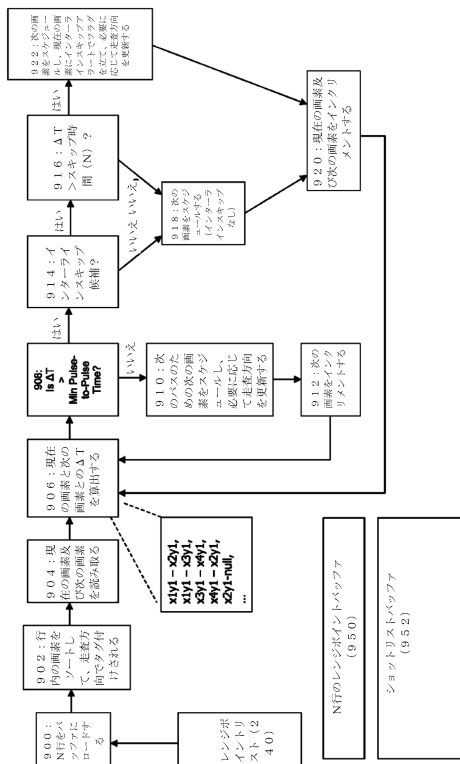 レンジポ
イントリ
スト（2
40）
900：
N行をバ
ッファに
ロードす
る
902：行
内の画素を
ソートし
て、走査方
向でタグ付
けされる
904：現
在の画素及
び次の画素
を読み取る
906：現在
の画素と次の
画素とのΔT
を算出する
x1y1 – x2y1,
x1y1 – x3y1,
x3y1 – x4y1,
x4y1 – x2y1,
x2y1-null,
...
908:
Is ΔT
>
Min Pulse-
to-Pulse
Time?
はい
いいえ
910：次
のパスのた
めの次の画
素をスケジ
ュールし、
必要に応じ
て走査方向
を更新する
912：次の
画素をインク
リメントする
914：イ
ンターライ
ンスキップ
候補？
はい
いいえ
916：ΔT
＞スキップ時
間（N）？
はい
いいえ,
918：次の
画素をスケジ
ュールする
（インターラ
インスキップ
なし）
922：次の画
素をスケジュー
ルし、現在の画
素にインターラ
インスキップア
ラートでフラグ
を立て、必要に
応じて走査方向
を更新する
920：現在の画素及
び次の画素をインクリ
メントする
N行のレンジポイントバッファ
（950）
ショットリストバッファ
（952）